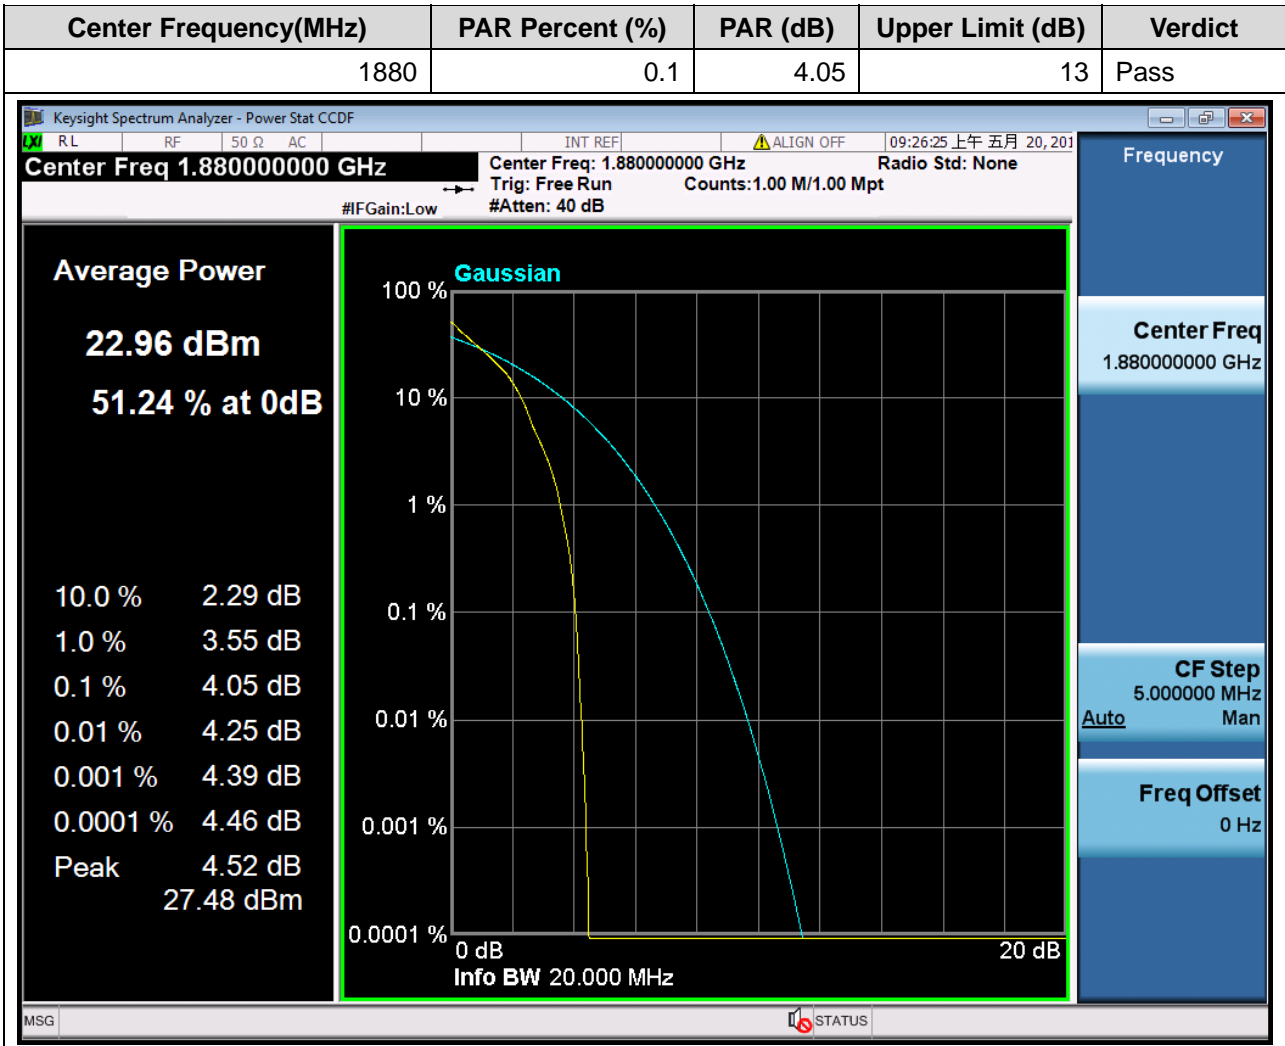 Center Frequency(MHz) PAR Percent (%) PAR (dB) Upper Limit (dB) Verdict
1880 0.1 4.05 13 Pass
Keysight Spectrum Analyzer - Power Stat CCDF
LXI RL RF 50 Ω AC INT REF ALIGN OFF 09:26:25 上午 五月 20, 201
Center Freq 1.880000000 GHz
#IFGain:Low
Center Freq: 1.880000000 GHz Radio Std: None
Trig: Free Run Counts:1.00 M/1.00 Mpt
#Atten: 40 dB
Average Power
22.96 dBm
51.24 % at 0dB
10.0 % 2.29 dB
1.0 % 3.55 dB
0.1 % 4.05 dB
0.01 % 4.25 dB
0.001 % 4.39 dB
0.0001 % 4.46 dB
Peak 4.52 dB
27.48 dBm
Gaussian
100 %
10 %
1 %
0.1 %
0.01 %
0.001 %
0.0001 %
0 dB 20 dB
Info BW 20.000 MHz
Frequency
Center Freq
1.880000000 GHz
CF Step
5.000000 MHz
Auto Man
Freq Offset
0 Hz
MSG STATUS